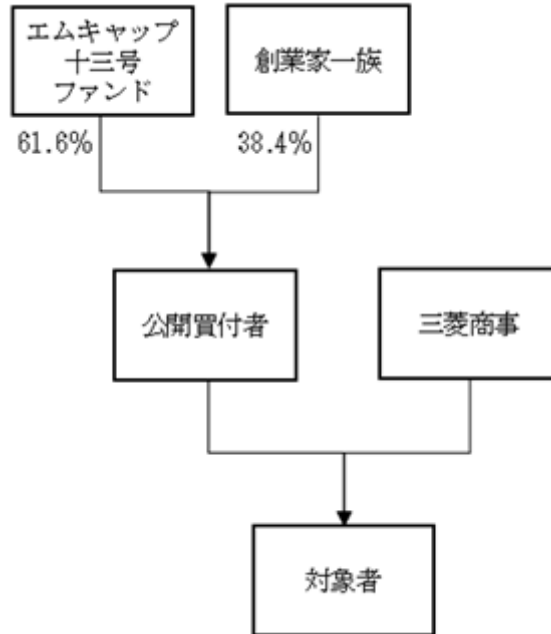 エムキャップ
十三号
ファンド
創業家一族
61.6%
38.4%
公開買付者
三菱商事
対象者